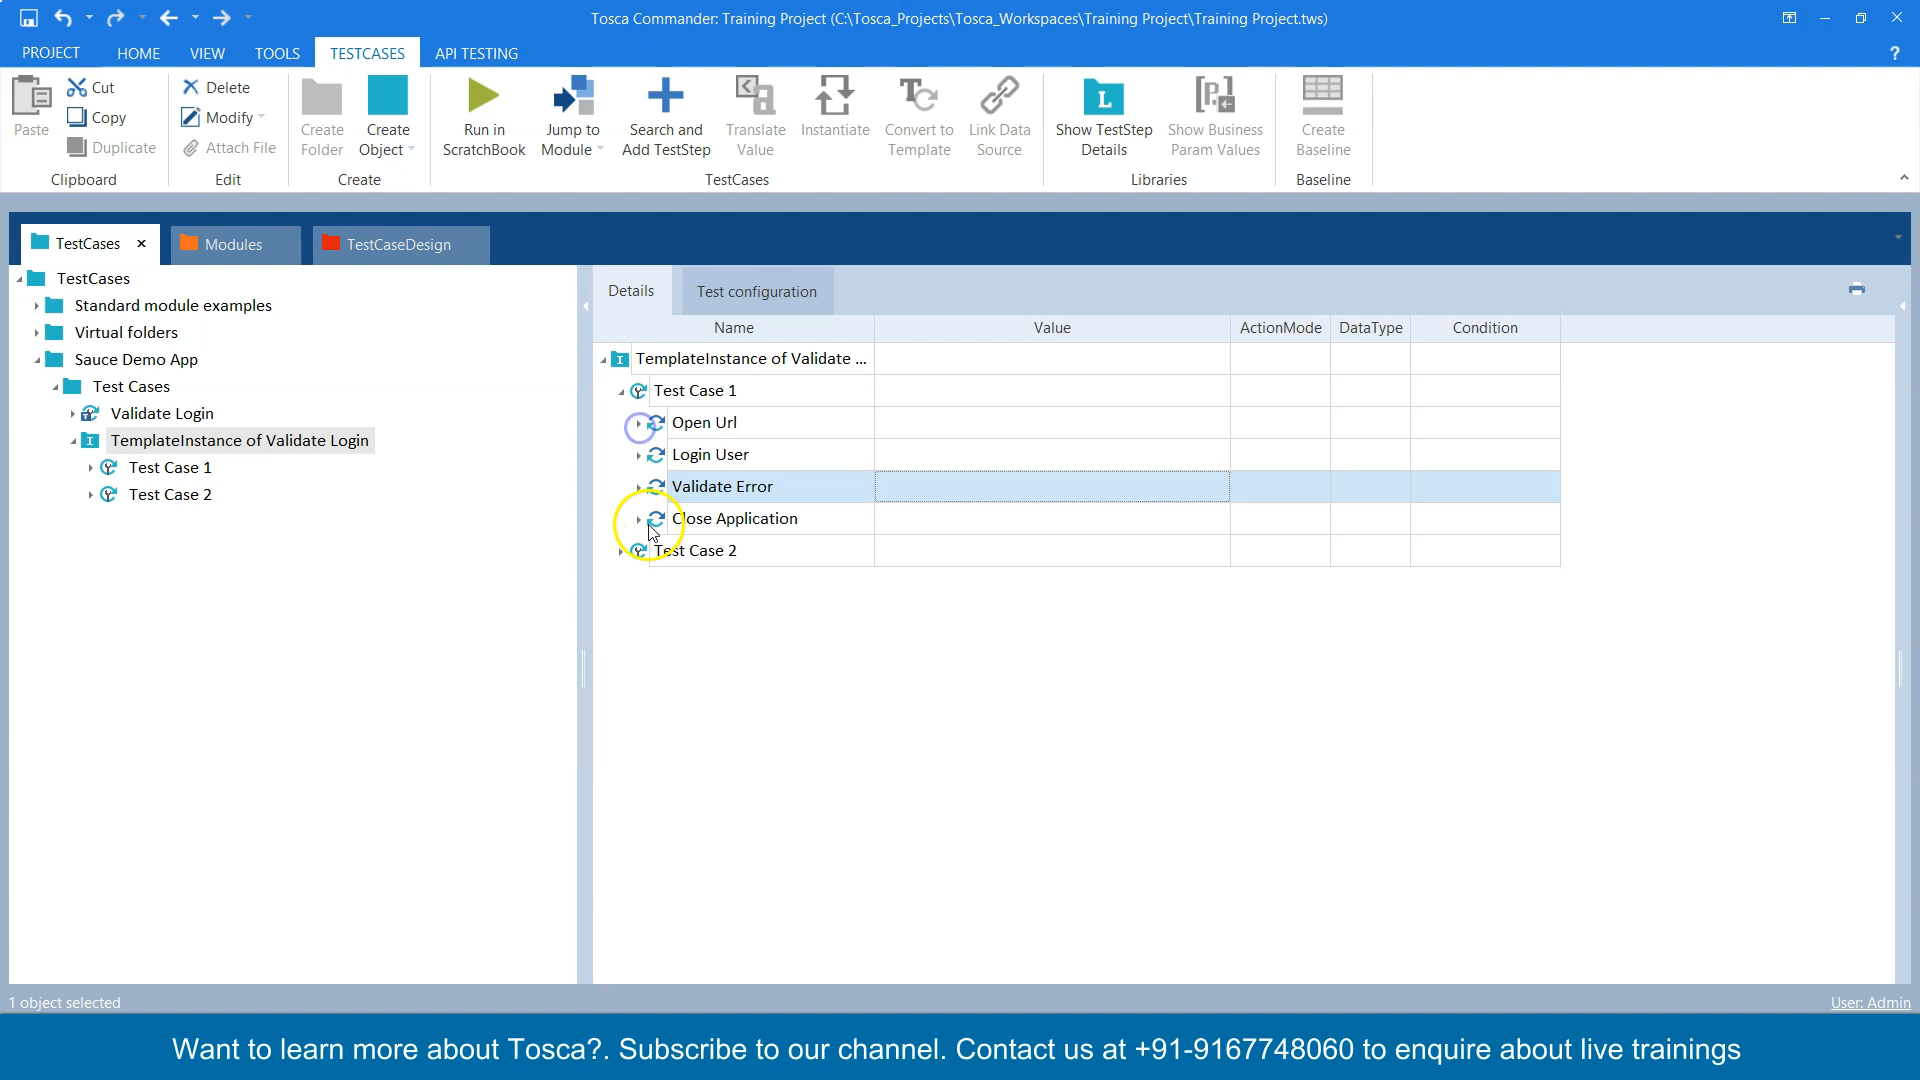 Tosca Commander: Training Project (C:\Tosca_Projects\Tosca_Workspaces\Training Project\Training Project.tws)
PROJECT HOME VIEW TOOLS TESTCASES API TESTING ?
Paste
Cut
Copy
Duplicate
Clipboard
Delete
Modify
Attach File
Edit
Create
Folder
Create
Object
Create
Run in
ScratchBook
Jump to
Module
Search and
Add TestStep
Translate
Value
Instantiate
Convert to
Template
Link Data
Source
TestCases
L
Show TestStep
Details
Show Business
Param Values
Libraries
Create
Baseline
Baseline
TestCases Modules TestCaseDesign
TestCases
Standard module examples
Virtual folders
Sauce Demo App
Test Cases
Validate Login
I TemplateInstance of Validate Login
Test Case 1
Test Case 2
Details Test configuration
Name Value ActionMode DataType Condition
I TemplateInstance of Validate ...
Test Case 1
Open Url
Login User
Validate Error
Close Application
Test Case 2
1 object selected
User: Admin
Want to learn more about Tosca?. Subscribe to our channel. Contact us at +91-9167748060 to enquire about live trainings